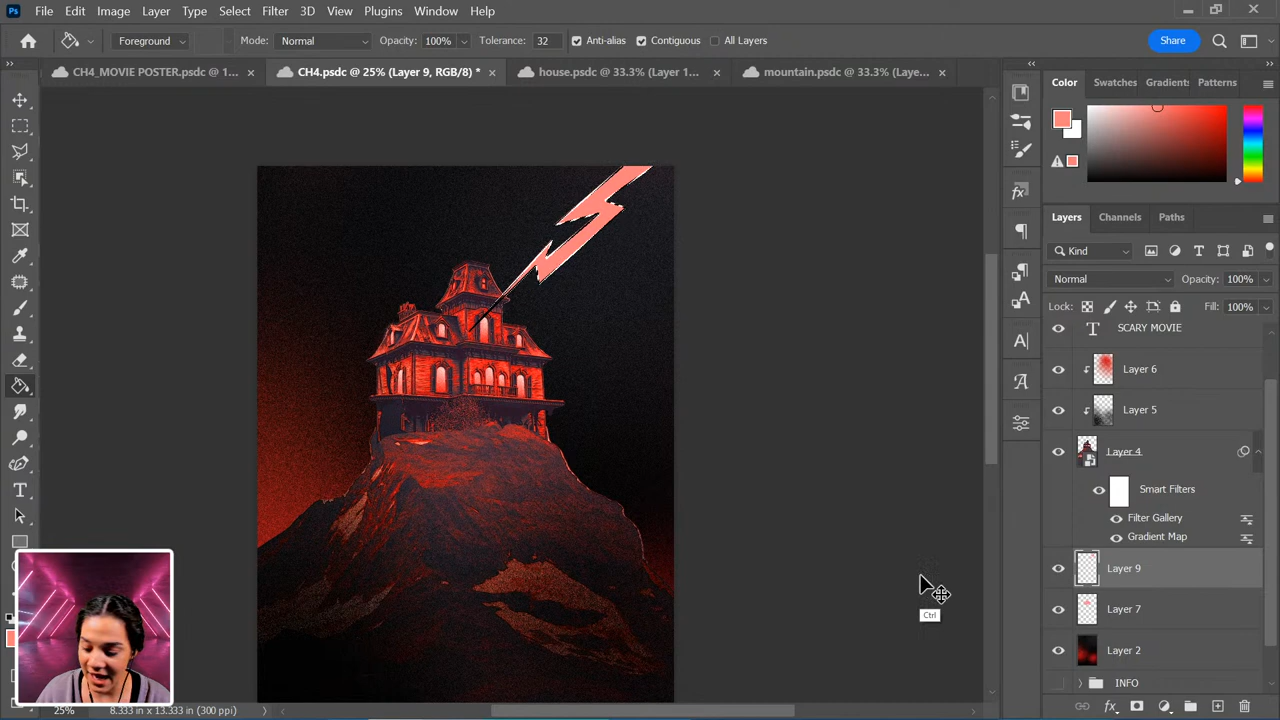 Ps File Edit Image Layer Type Select Filter 3D View Plugins Window Help
Foreground Mode: Normal Opacity: 100% Tolerance: 32 Anti-alias Contiguous All Layers Share
CH4_MOVIE POSTER.psdc @ 1... CH4.psdc @ 25% (Layer 9, RGB/8) * house.psdc @ 33.3% (Layer 1... mountain.psdc @ 33.3% (Laye...
Color Swatches Gradients Patterns
Layers Channels Paths
Kind
Normal Opacity: 100%
Lock: Fill: 100%
SCARY MOVIE
Layer 6
Layer 5
Layer 4
Smart Filters
Filter Gallery
Gradient Map
Layer 9
Ctrl
Layer 7
Layer 2
INFO
25% 8.333 in x 13.333 in (300 ppi)